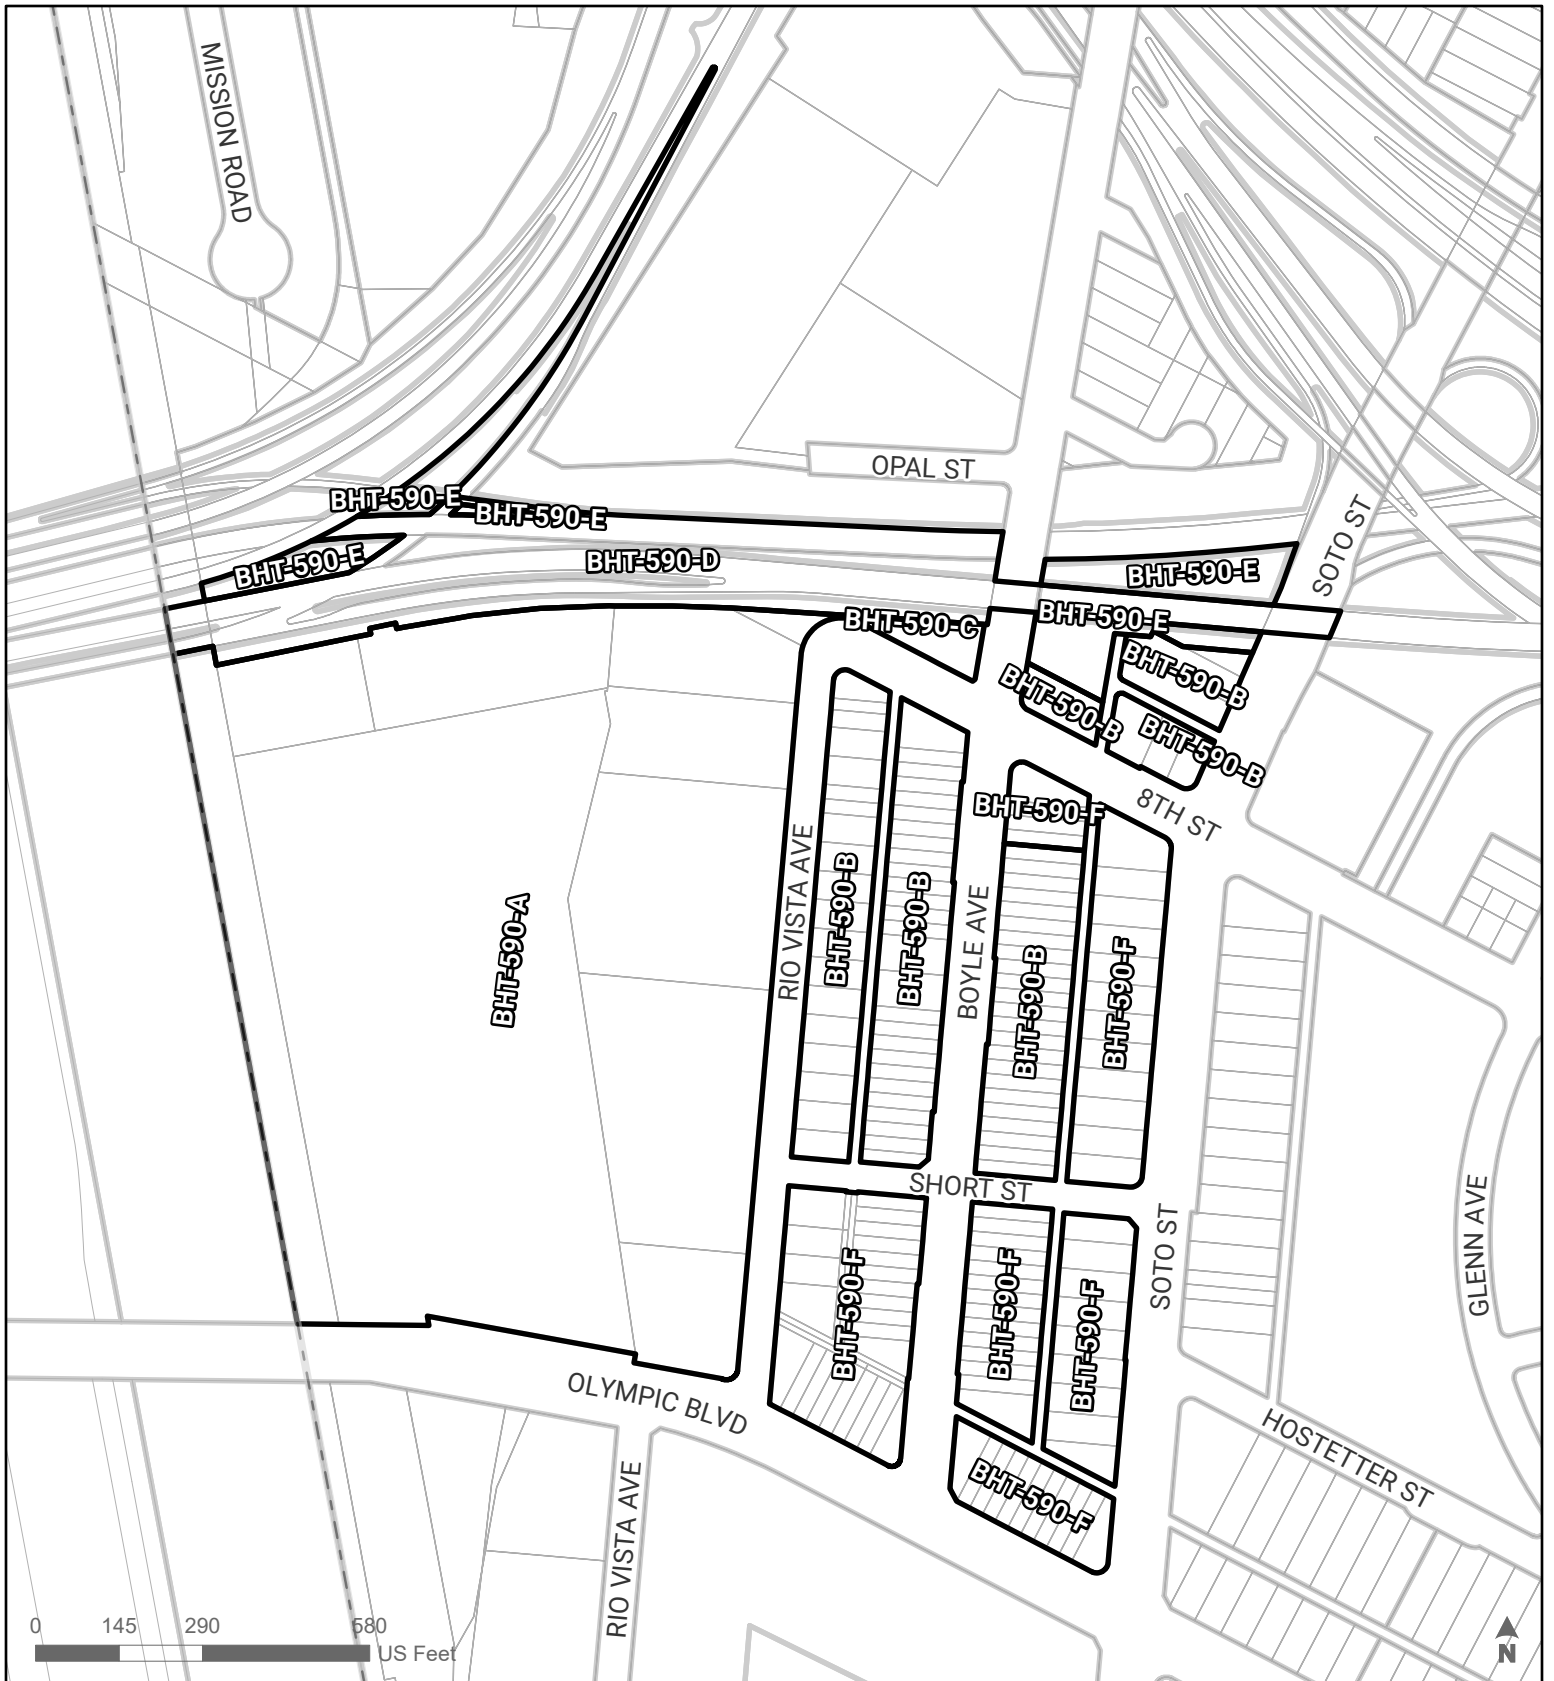 MISSION ROAD
OPAL ST
BHT-590-E
BHT-590-E
BHT-590-E
BHT-590-D
BHT-590-E
SOTO ST
BHT-590-C
BHT-590-E
BHT-590-B
BHT-590-B
BHT-590-B
BHT-590-F
8TH ST
BHT-590-A
RIO VISTA AVE
BHT-590-B
BHT-590-B
BOYLE AVE
BHT-590-B
BHT-590-F
SHORT ST
BHT-590-F
BHT-590-F
BHT-590-F
SOTO ST
GLENN AVE
OLYMPIC BLVD
HOSTETTER ST
BHT-590-F
RIO VISTA AVE
0 145 290 580
US Feet
N